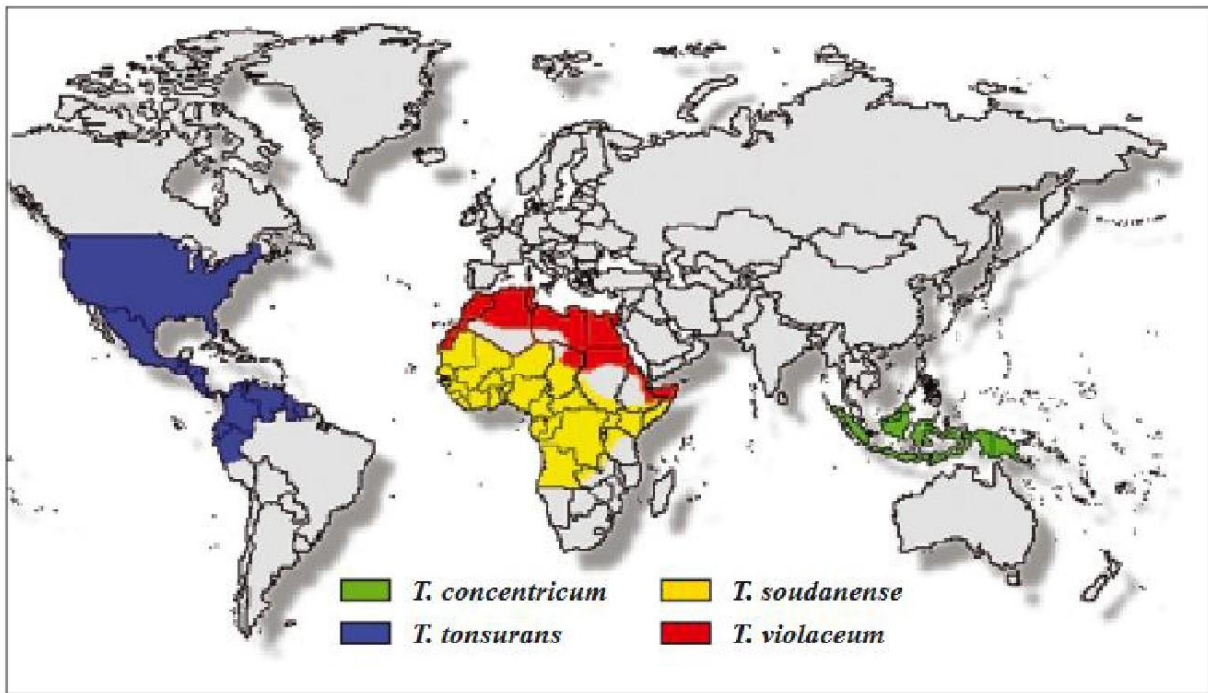 T. concentricum
T. soudanense
T. tonsurans
T. violaceum